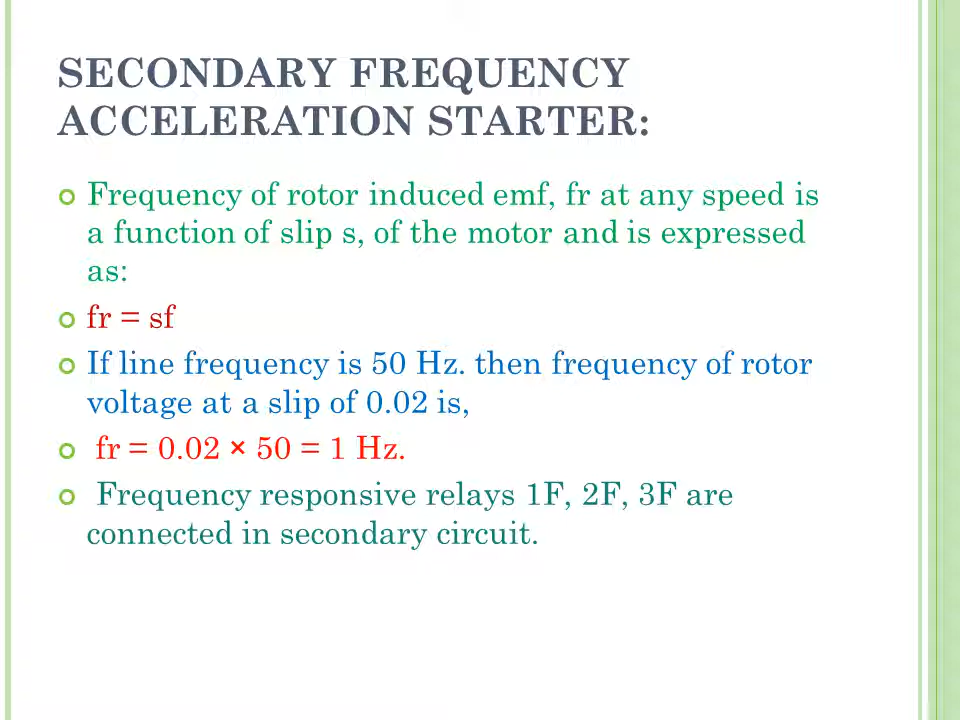 SECONDARY FREQUENCY
ACCELERATION STARTER:
Frequency of rotor induced emf, fr at any speed is
a function of slip s, of the motor and is expressed
as:
fr = sf
If line frequency is 50 Hz. then frequency of rotor
voltage at a slip of 0.02 is,
fr = 0.02 × 50 = 1 Hz.
Frequency responsive relays 1F, 2F, 3F are
connected in secondary circuit.